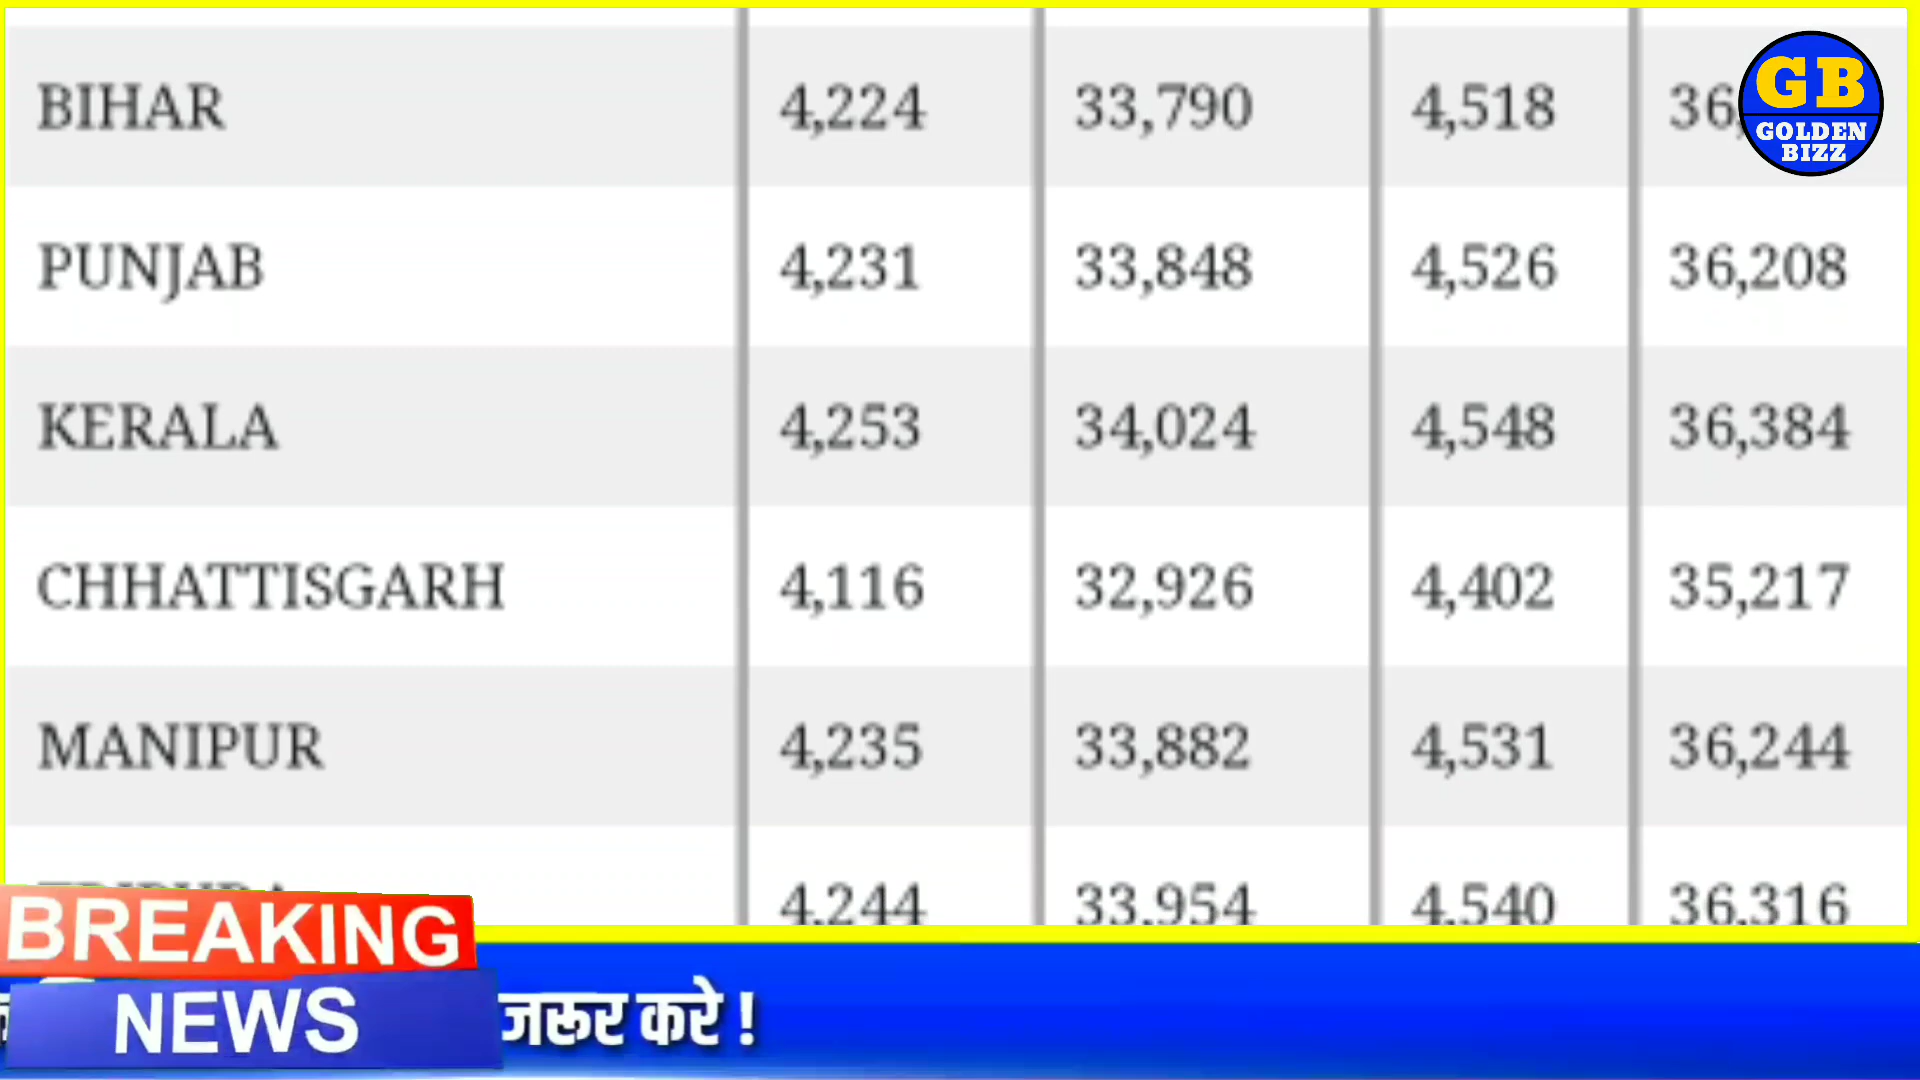 BIHAR 4,224 33,790 4,518 36,
GB
GOLDEN
BIZZ
PUNJAB 4,231 33,848 4,526 36,208
KERALA 4,253 34,024 4,548 36,384
CHHATTISGARH 4,116 32,926 4,402 35,217
MANIPUR 4,235 33,882 4,531 36,244
4,244 33,954 4,540 36,316
BREAKING
NEWS
जरूर करे !